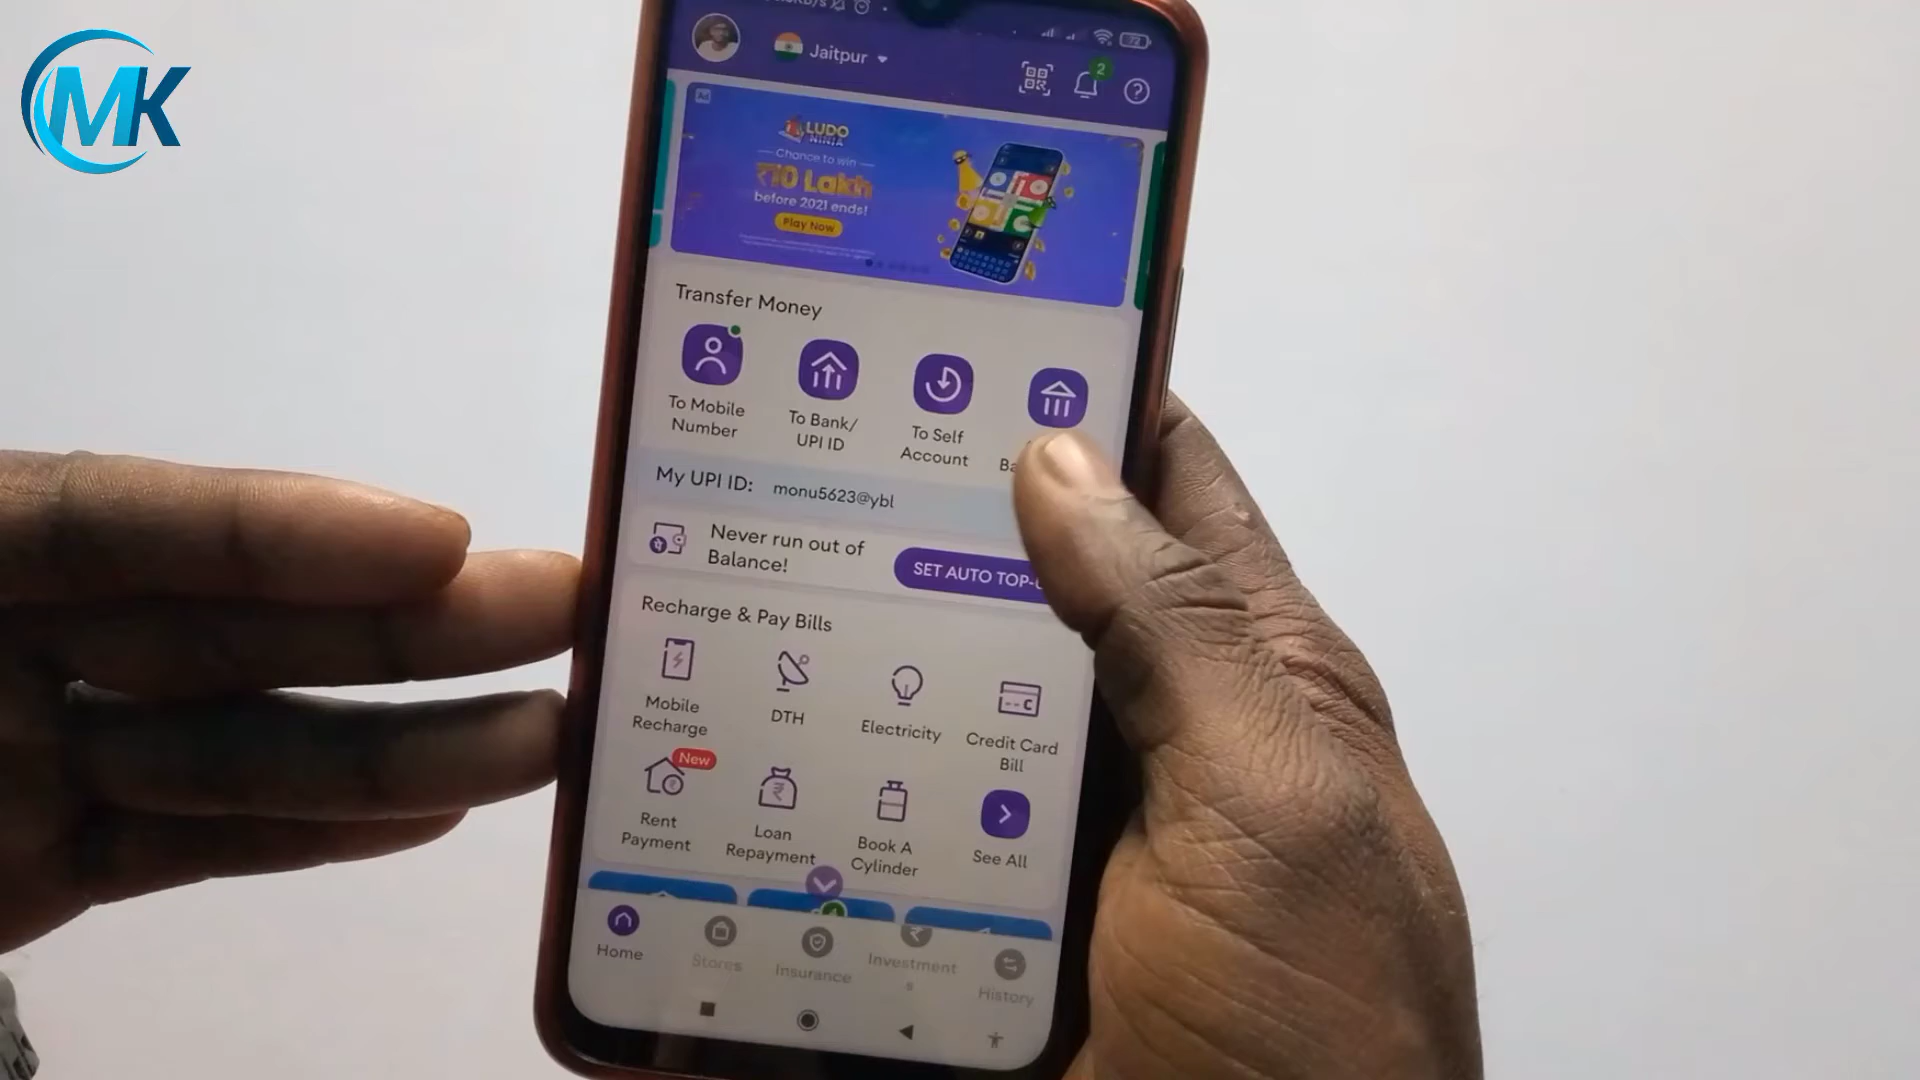 MK
Jaitpur
2
72
Ad
LUDO
NINJA
Chance to win
₹10 Lakh
before 2021 ends!
Play Now
Transfer Money
To Mobile
Number
To Bank/
UPI ID
To Self
Account
My UPI ID: monu5623@ybl
Never run out of
Balance!
SET AUTO TOP-
Recharge & Pay Bills
Mobile
Recharge
DTH
Electricity
Credit Card
Bill
New
Rent
Payment
Loan
Repayment
Book A
Cylinder
See All
Home
Stores
Insurance
Investment
s
History